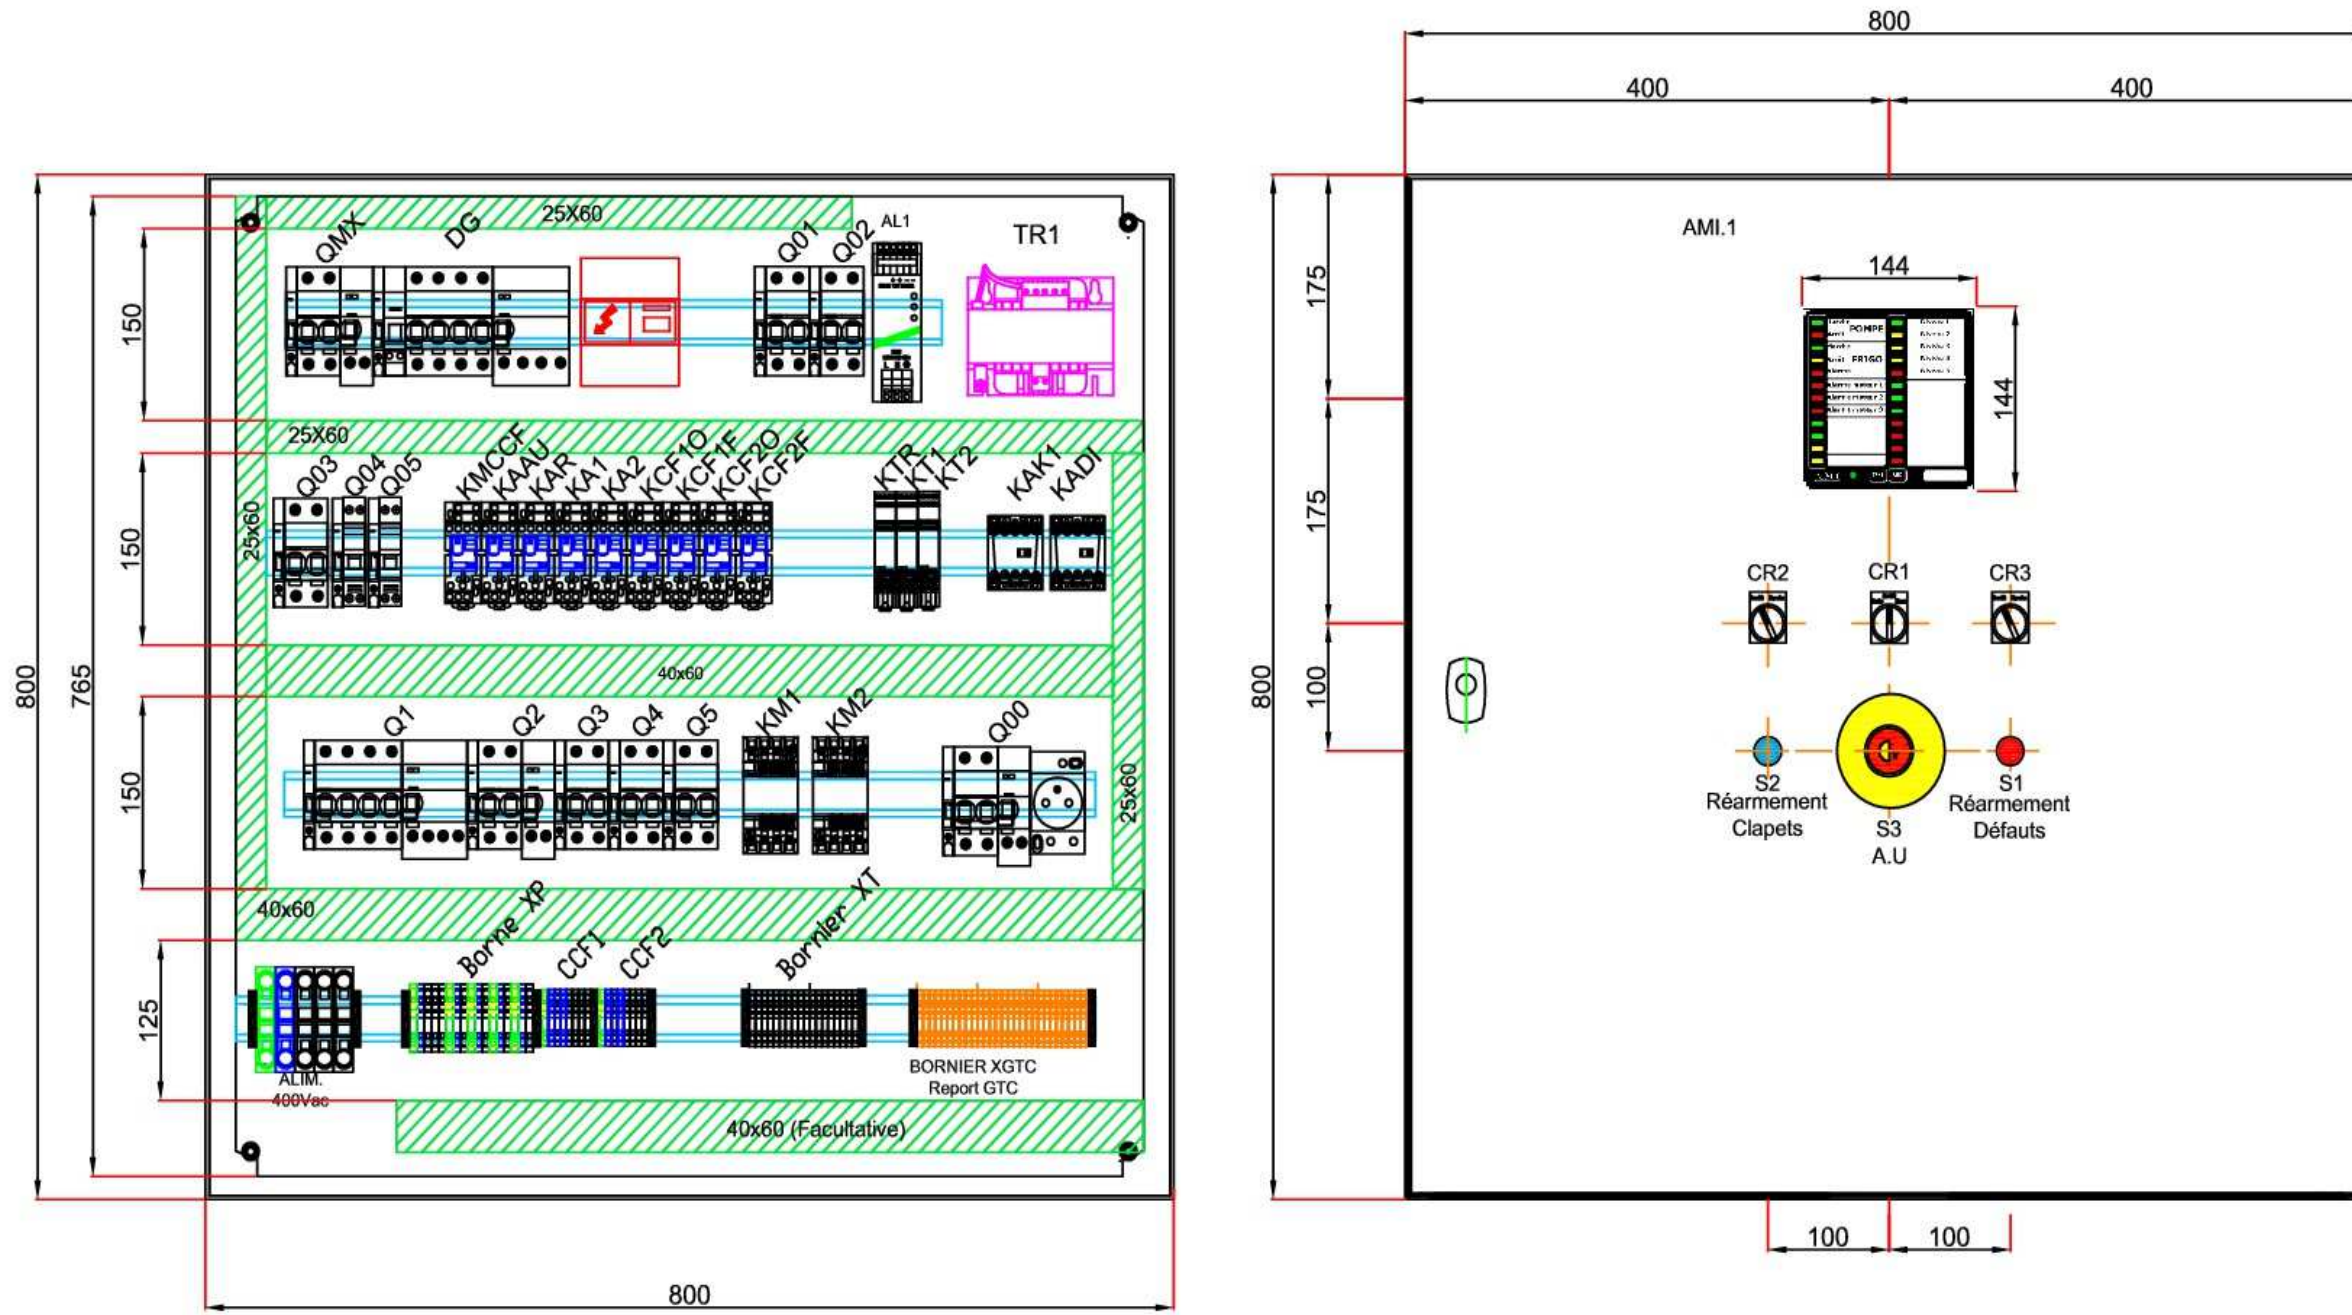 800
765
150
150
150
125
800
25X60
QMX
DG
Q01
Q02
AL1
TR1
25X60
25x60
Q03
Q04
Q05
KMCCF
KAAU
KAR
KA1
KA2
KCF1O
KCF1F
KCF2O
KCF2F
KTR
KT1
KT2
KAK1
KADI
40x60
25x60
Q1
Q2
Q3
Q4
Q5
KM1
KM2
Q00
40x60
Borne XP
CCF1
CCF2
Bornier XT
ALIM.
400Vac
BORNIER XGTC
Report GTC
40x60 (Facultative)
800
400
400
800
175
175
100
AMI.1
144
144
POMPE
FRIGO
CR2
CR1
CR3
S2
Réarmement
Clapets
S3
A.U
S1
Réarmement
Défauts
100
100